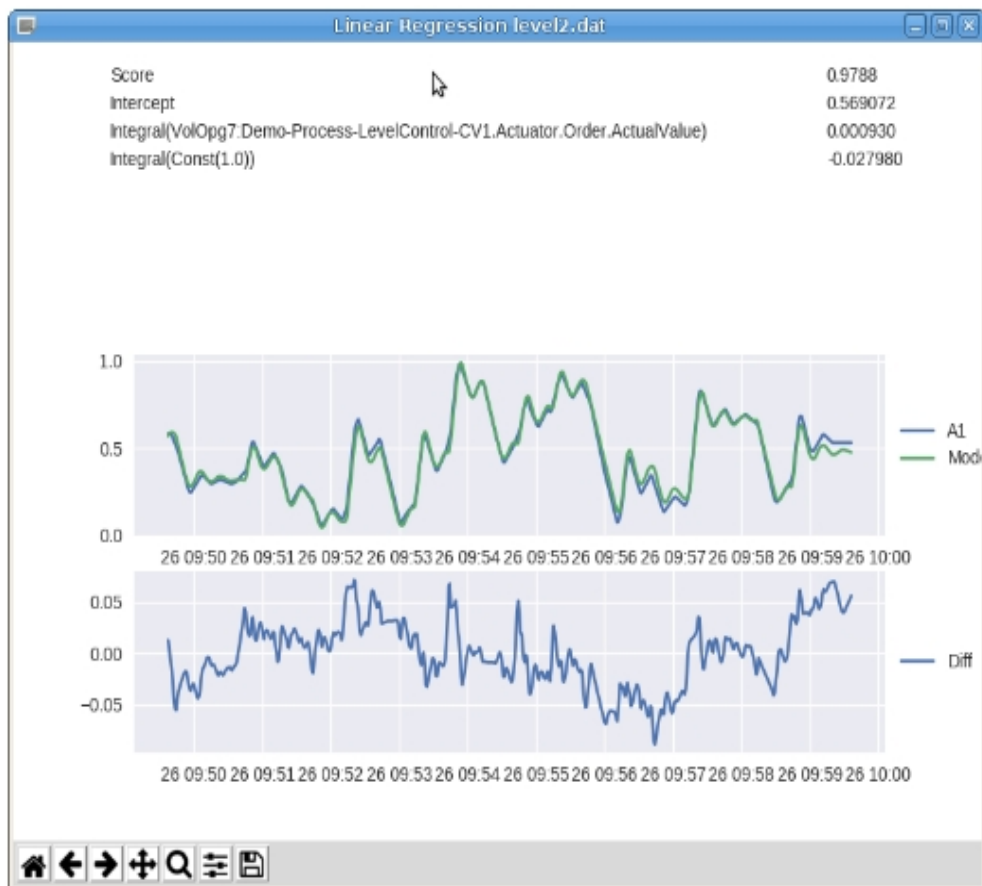 Linear Regression level2.dat
Score 0.9788
Intercept 0.569072
Integral(VolOpg7:Demo-Process-LevelControl-CV1.Actuator.Order.ActualValue) 0.000930
Integral(Const(1.0)) -0.027980
1.0
0.5
0.0
A1
Mode
26 09:50 26 09:51 26 09:52 26 09:53 26 09:54 26 09:55 26 09:56 26 09:57 26 09:58 26 09:59 26 10:00
0.05
0.00
−0.05
Diff
26 09:50 26 09:51 26 09:52 26 09:53 26 09:54 26 09:55 26 09:56 26 09:57 26 09:58 26 09:59 26 10:00